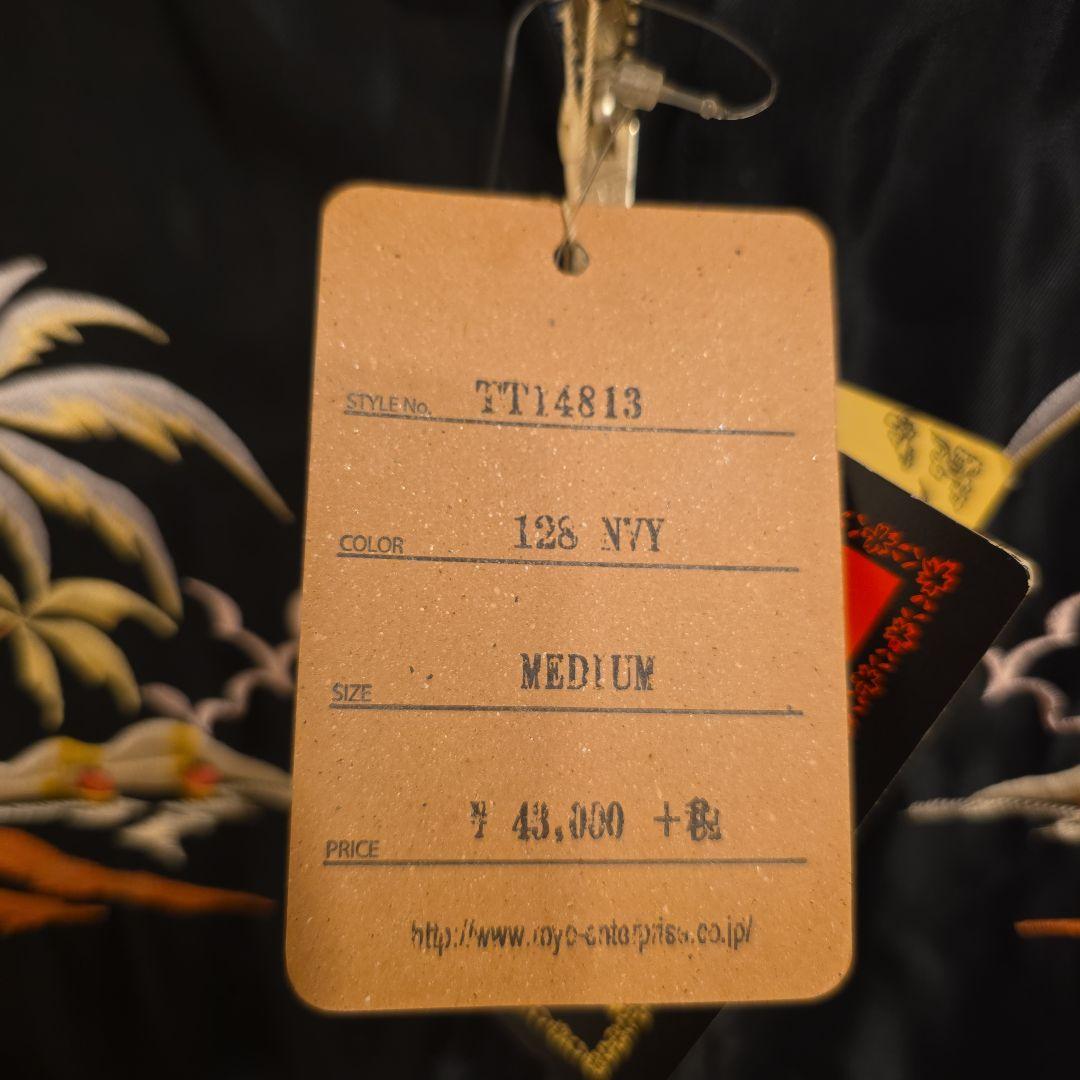 STYLE No. TT14813
COLOR 128 NVY
SIZE MEDIUM
PRICE ¥ 43,000 +税
http://www.toyo-enterprise.co.jp/